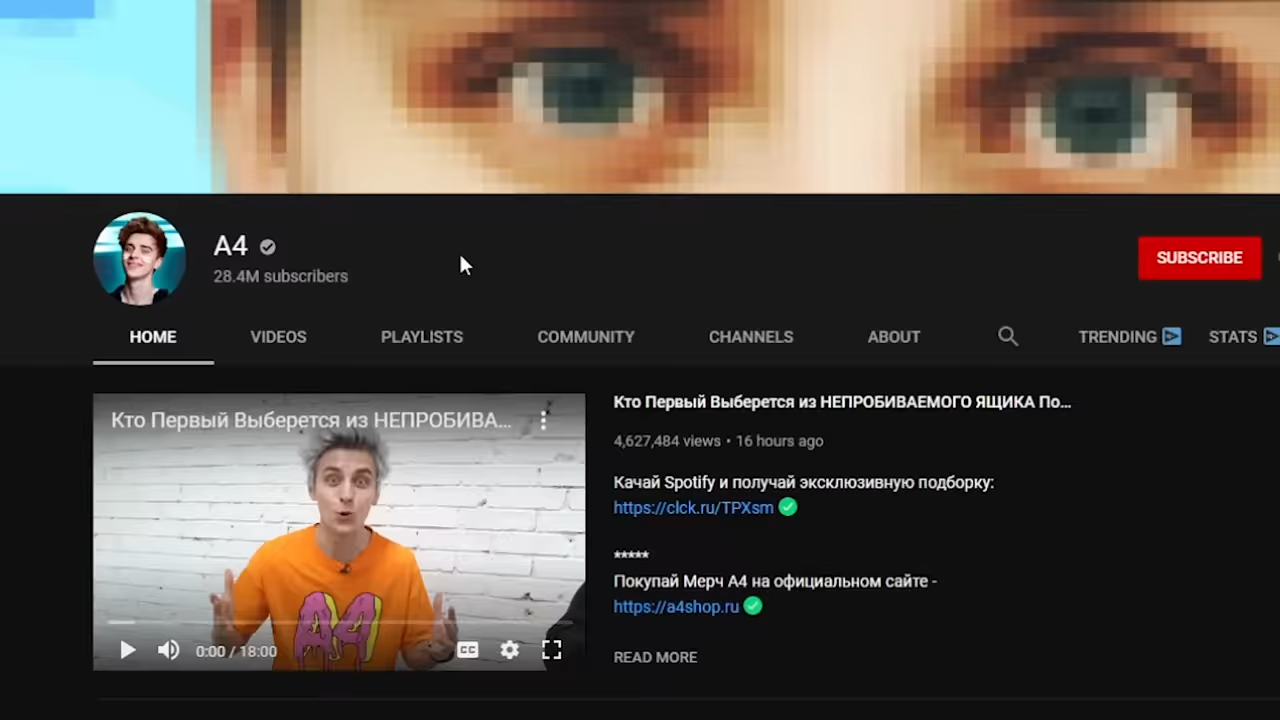 A4
28.4M subscribers
SUBSCRIBE
HOME VIDEOS PLAYLISTS COMMUNITY CHANNELS ABOUT TRENDING STATS
Кто Первый Выберется из НЕПРОБИВА...
A4
0:00 / 18:00
CC
Кто Первый Выберется из НЕПРОБИВАЕМОГО ЯЩИКА По...
4,627,484 views • 16 hours ago
Качай Spotify и получай эксклюзивную подборку:
https://clck.ru/TPXsm
*****
Покупай Мерч А4 на официальном сайте -
https://a4shop.ru
READ MORE